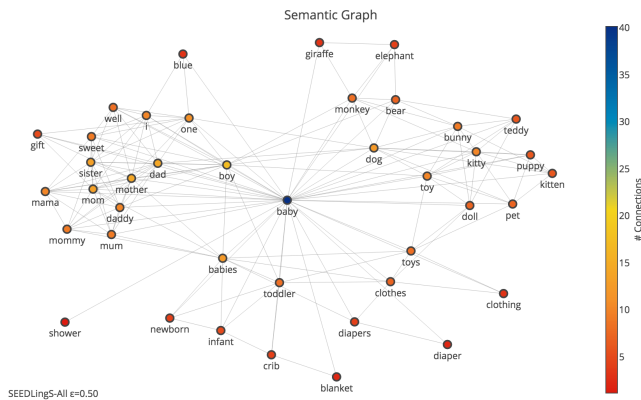 Semantic Graph
giraffe
elephant
blue
monkey
bear
well
I
one
teddy
bunny
gift
sweet
dog
kitty
puppy
sister
dad
boy
toy
kitten
mother
mama
mom
baby
doll
pet
daddy
mommy
mum
babies
toys
toddler
clothes
clothing
shower
newborn
infant
diapers
diaper
crib
blanket
40
35
30
25
20
15
10
5
# Connections
SEEDLingS-All ε=0.50